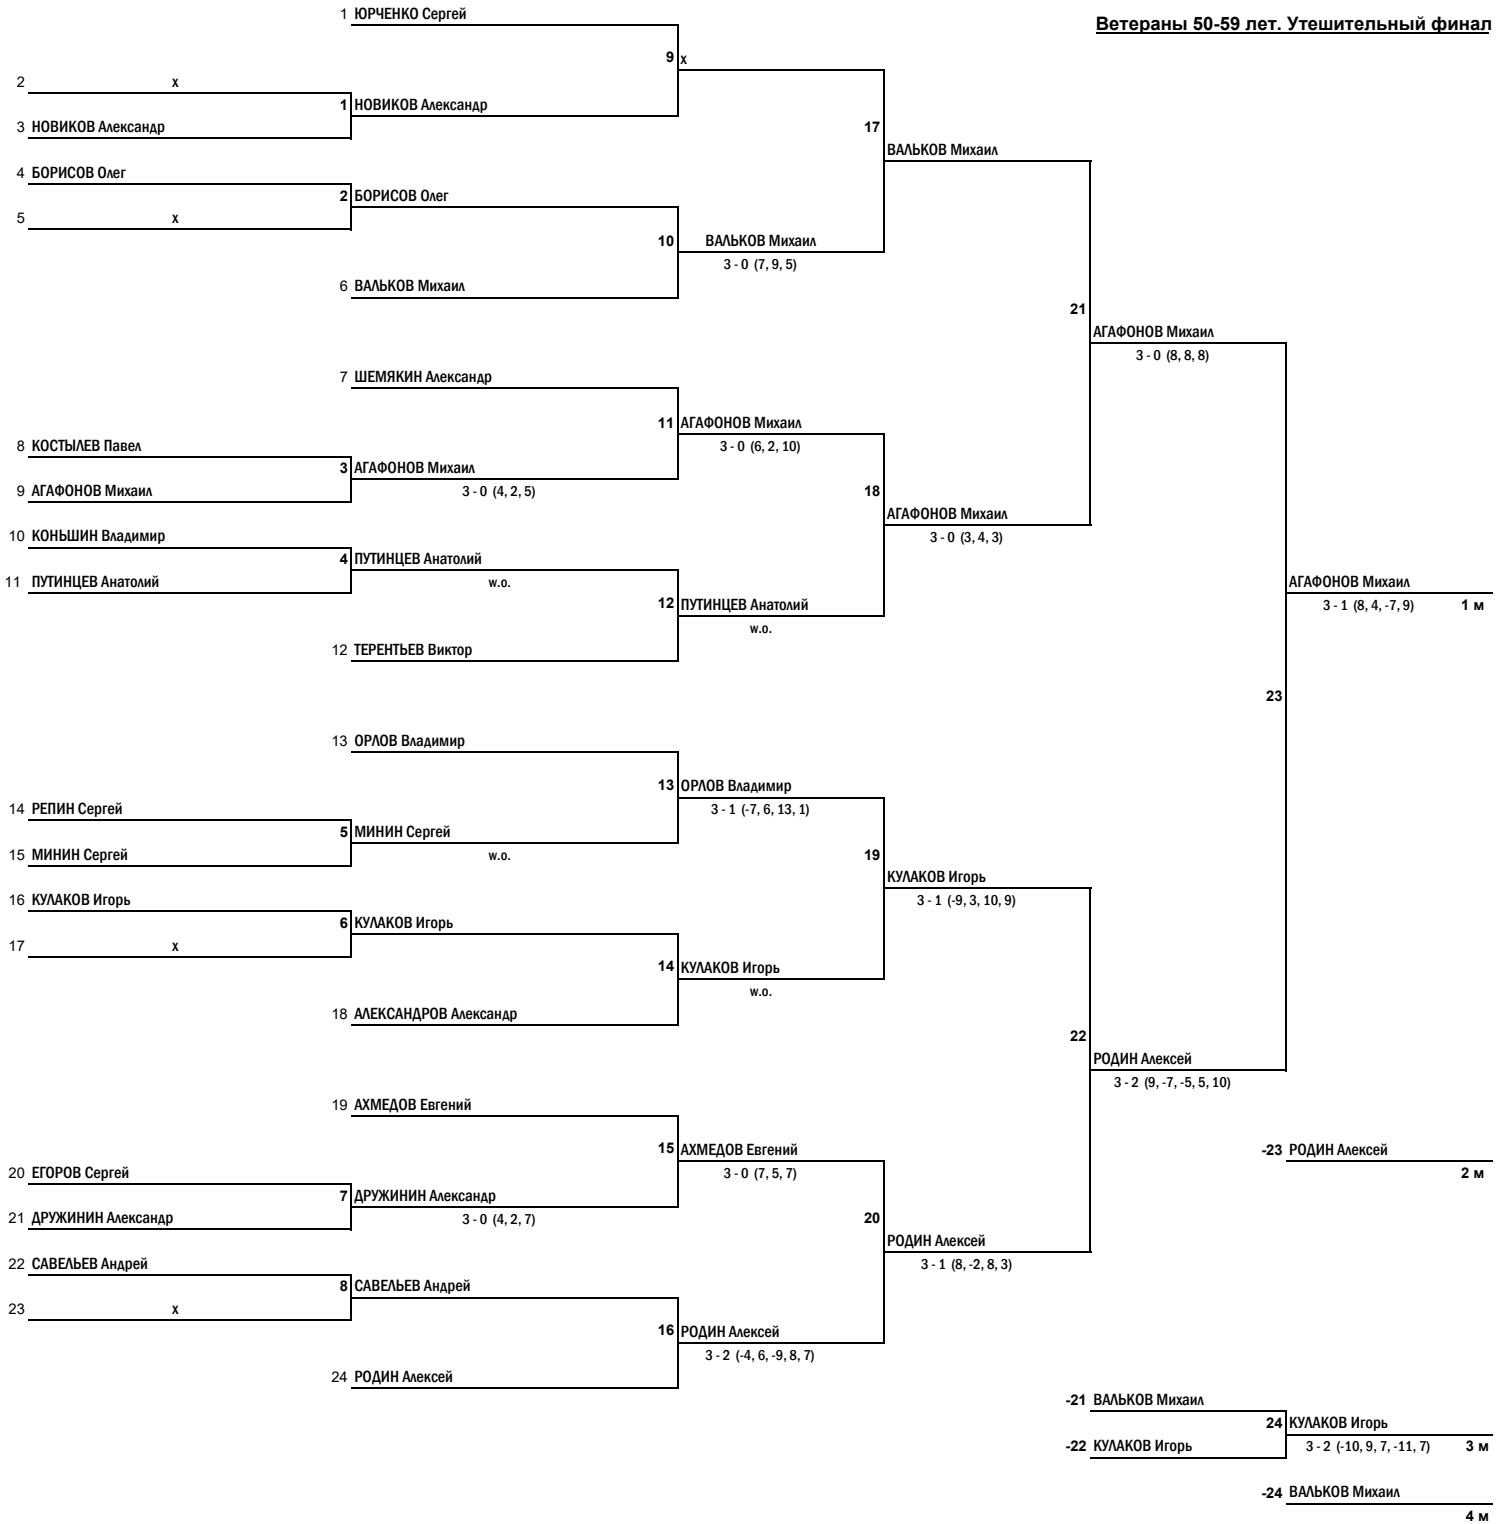 1 ЮРЧЕНКО Сергей
Ветераны 50-59 лет. Утешительный финал
9 x
2 x
1 НОВИКОВ Александр
3 НОВИКОВ Александр
17
ВАЛЬКОВ Михаил
4 БОРИСОВ Олег
2 БОРИСОВ Олег
5 x
10 ВАЛЬКОВ Михаил
3 - 0 (7, 9, 5)
6 ВАЛЬКОВ Михаил
21
АГАФОНОВ Михаил
3 - 0 (8, 8, 8)
7 ШЕМЯКИН Александр
11 АГАФОНОВ Михаил
3 - 0 (6, 2, 10)
8 КОСТЫЛЕВ Павел
3 АГАФОНОВ Михаил
9 АГАФОНОВ Михаил
3 - 0 (4, 2, 5)
18
АГАФОНОВ Михаил
3 - 0 (3, 4, 3)
10 КОНЬШИН Владимир
4 ПУТИНЦЕВ Анатолий
11 ПУТИНЦЕВ Анатолий
w.o.
АГАФОНОВ Михаил
3 - 1 (8, 4, -7, 9) 1 м
12 ПУТИНЦЕВ Анатолий
w.o.
12 ТЕРЕНТЬЕВ Виктор
23
13 ОРЛОВ Владимир
13 ОРЛОВ Владимир
3 - 1 (-7, 6, 13, 1)
14 РЕПИН Сергей
5 МИНИН Сергей
15 МИНИН Сергей
w.o.
19
КУЛАКОВ Игорь
3 - 1 (-9, 3, 10, 9)
16 КУЛАКОВ Игорь
6 КУЛАКОВ Игорь
17 x
14 КУЛАКОВ Игорь
w.o.
18 АЛЕКСАНДРОВ Александр
22
РОДИН Алексей
3 - 2 (9, -7, -5, 5, 10)
19 АХМЕДОВ Евгений
15 АХМЕДОВ Евгений
3 - 0 (7, 5, 7)
-23 РОДИН Алексей
2 м
20 ЕГОРОВ Сергей
7 ДРУЖИНИН Александр
21 ДРУЖИНИН Александр
3 - 0 (4, 2, 7)
20
РОДИН Алексей
3 - 1 (8, -2, 8, 3)
22 САВЕЛЬЕВ Андрей
8 САВЕЛЬЕВ Андрей
23 x
16 РОДИН Алексей
3 - 2 (-4, 6, -9, 8, 7)
24 РОДИН Алексей
-21 ВАЛЬКОВ Михаил
24 КУЛАКОВ Игорь
-22 КУЛАКОВ Игорь
3 - 2 (-10, 9, 7, -11, 7) 3 м
-24 ВАЛЬКОВ Михаил
4 м